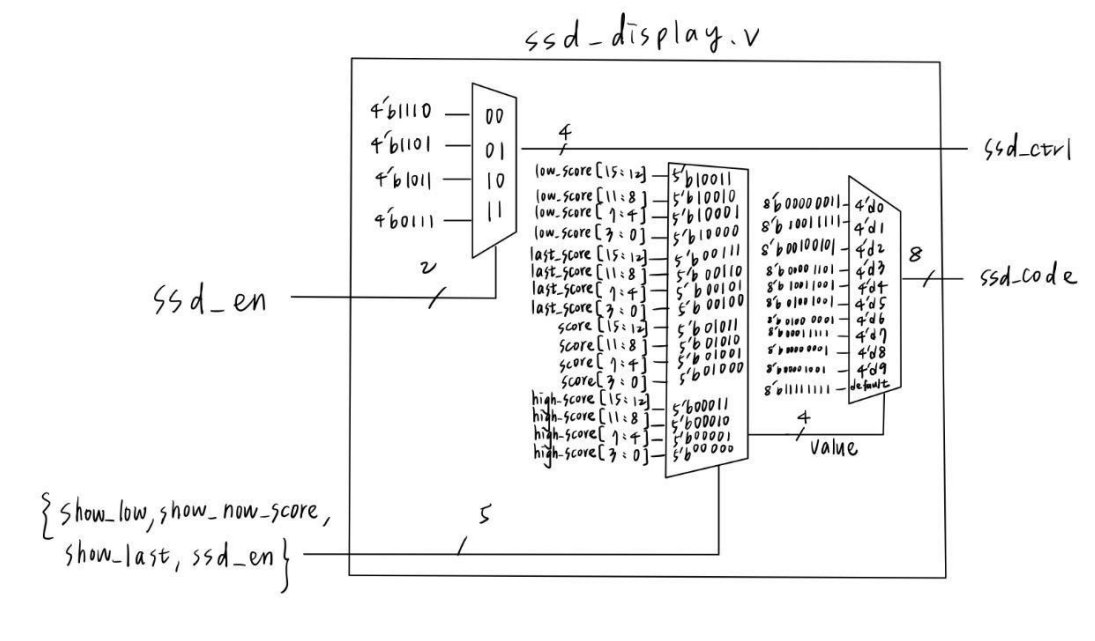 ssd_display.v
4'b1110
00
4'b1101
01
4'b1011
10
4'b0111
11
4
ssd_ctrl
2
ssd_en
low_score[15:12]
5'b10011
low_score[11:8]
5'b10010
low_score[7:4]
5'b10001
low_score[3:0]
5'b10000
last_score[15:12]
5'b00111
last_score[11:8]
5'b00110
last_score[7:4]
5'b00101
last_score[3:0]
5'b00100
score[15:12]
5'b01011
score[11:8]
5'b01010
score[7:4]
5'b01001
score[3:0]
5'b01000
high_score[15:12]
5'b00011
high_score[11:8]
5'b00010
high_score[7:4]
5'b00001
high_score[3:0]
5'b00000
8'b00000011
4'd0
8'b10011111
4'd1
8'b00100101
4'd2
8'b00001101
4'd3
8'b10011001
4'd4
8'b01001001
4'd5
8'b01000001
4'd6
8'b00011111
4'd7
8'b00000001
4'd8
8'b00001001
4'd9
8'b11111111
default
8
ssd_code
4
value
{show_low,show_now_score,
show_last, ssd_en}
5